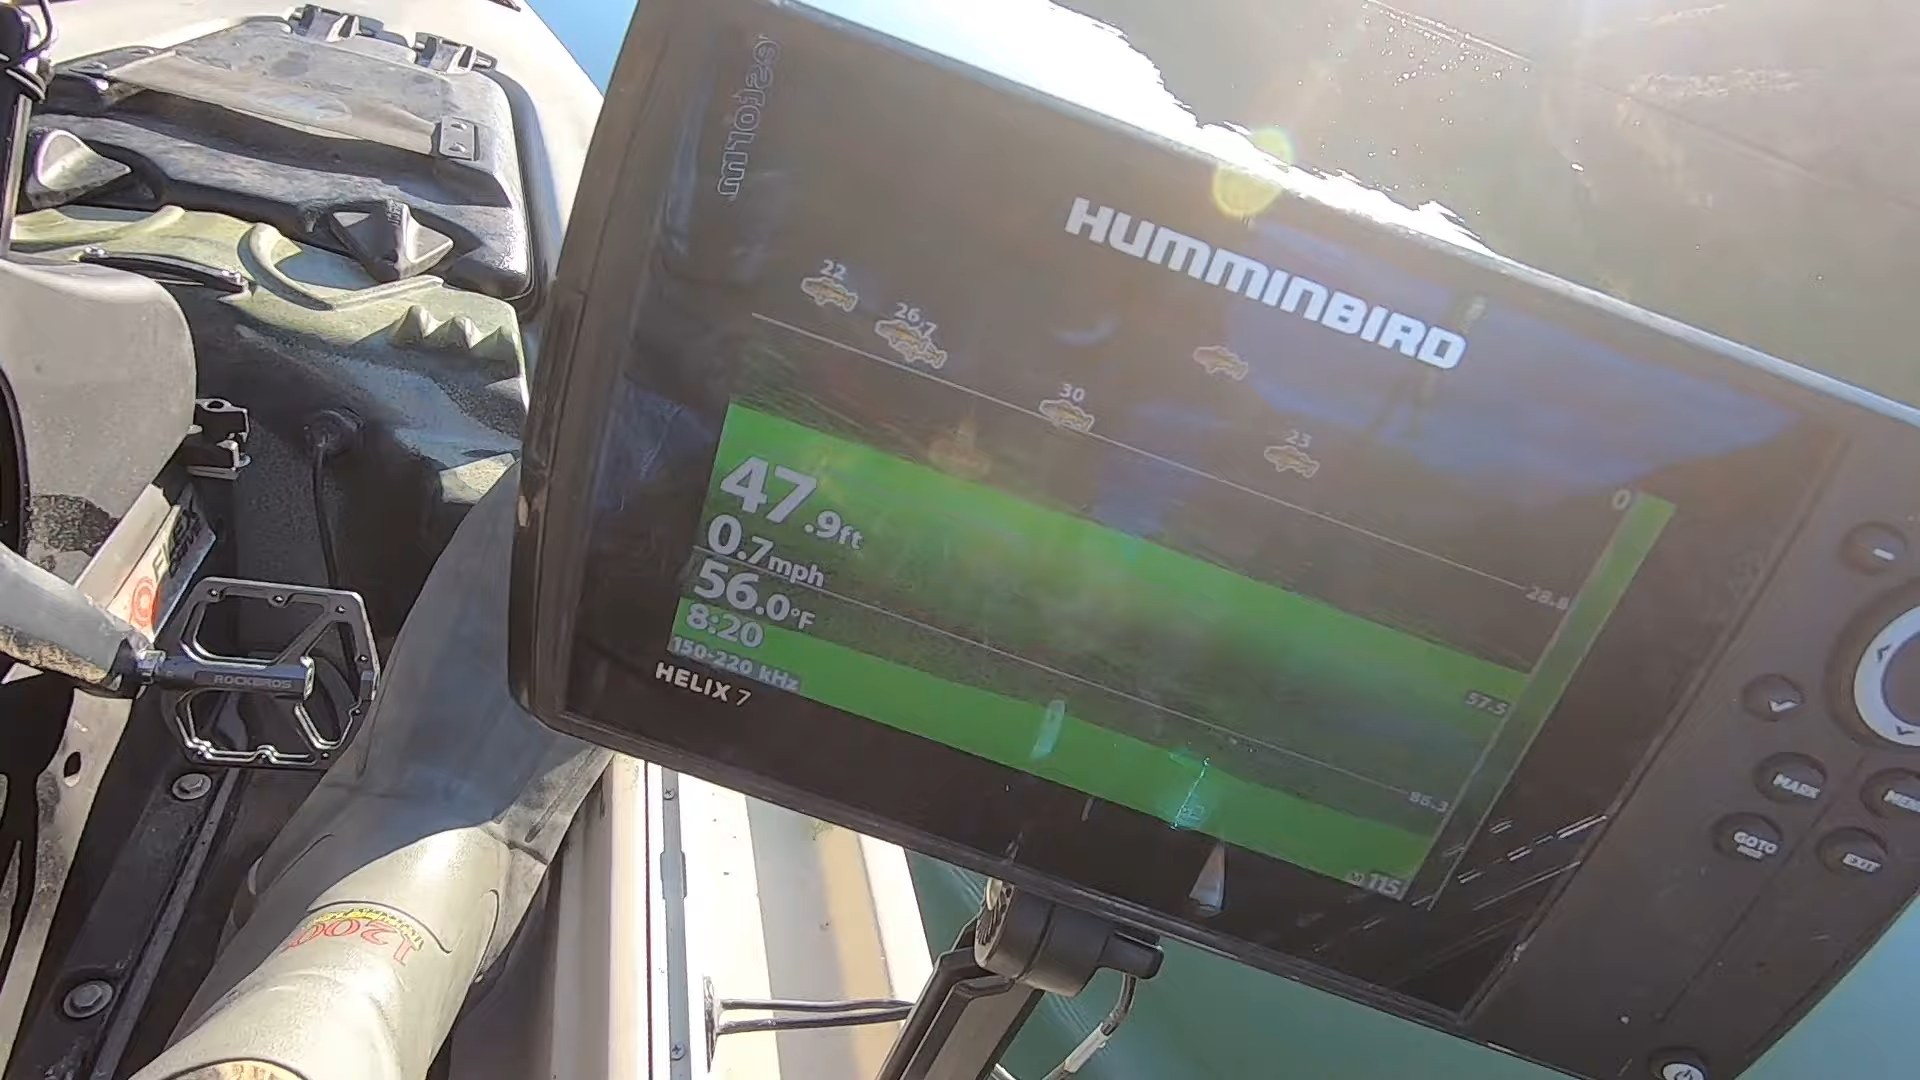 HUMMINBIRD
22
26.7
30
23
0
47.9ft
0.7mph
56.0°F
8:20
150-220 kHz
28.8
57.5
86.3
M 115
HELIX 7
MARK
GOTO
EXIT
ROCKBROS
1200